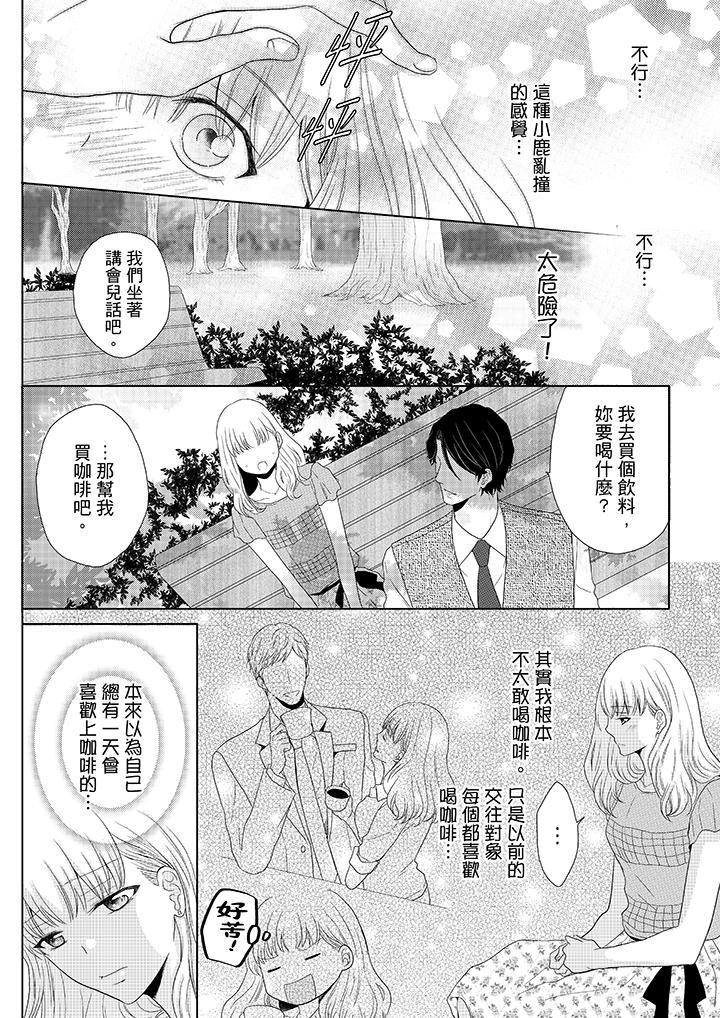 不行…
這種小鹿亂撞
的感覺…
怦
怦
怦
不行…
太危險了！
我們坐著
講會兒話吧。
我去買個飲料，
妳要喝什麼？
…那幫我
買咖啡吧。
其實我根本
不太敢喝咖啡。
只是以前的
交往對象
每個都喜歡
喝咖啡…
…
好苦！
本來以為自己
總有一天會
喜歡上咖啡的…